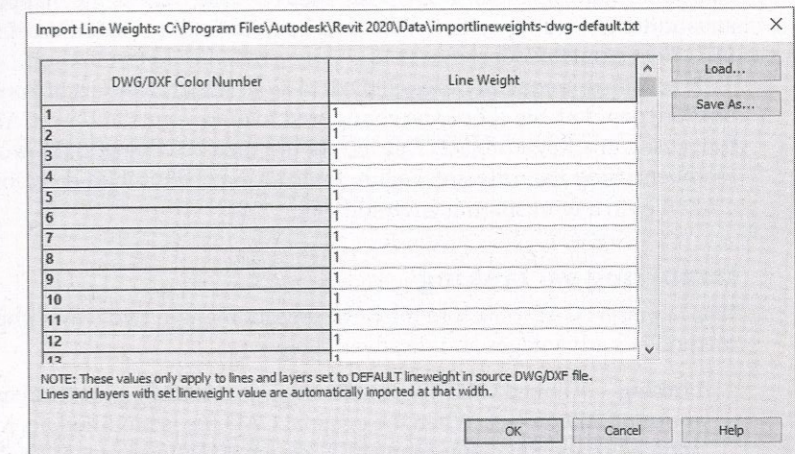 Import Line Weights: C:\Program Files\Autodesk\Revit 2020\Data\importlineweights-dwg-default.txt
DWG/DXF Color Number Line Weight
Load...
Save As...
1 1
2 1
3 1
4 1
5 1
6 1
7 1
8 1
9 1
10 1
11 1
12 1
13 1
NOTE: These values only apply to lines and layers set to DEFAULT lineweight in source DWG/DXF file.
Lines and layers with set lineweight value are automatically imported at that width.
OK Cancel Help